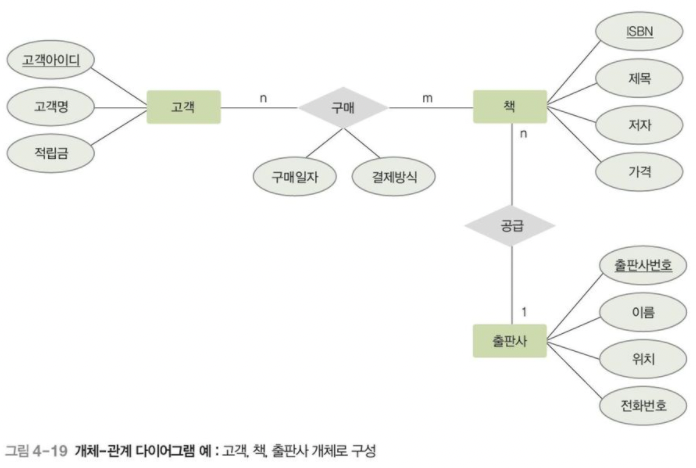 고객아이디
고객명
적립금
고객
n
구매
m
구매일자
결제방식
책
ISBN
제목
저자
가격
n
공급
1
출판사
출판사번호
이름
위치
전화번호
그림 4-19 개체-관계 다이어그램 예 : 고객, 책, 출판사 개체로 구성